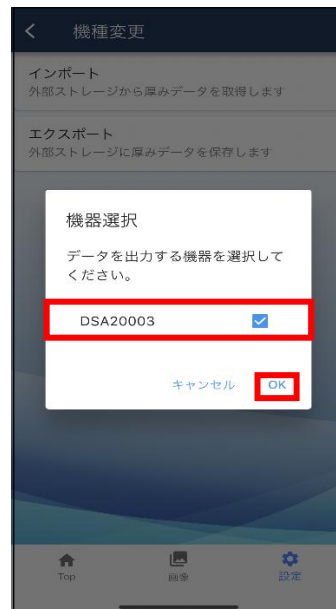 機種変更
インポート
外部ストレージから厚みデータを取得します
エクスポート
外部ストレージに厚みデータを保存します
機器選択
データを出力する機器を選択して
ください。
DSA20003
キャンセル OK
Top 画像 設定